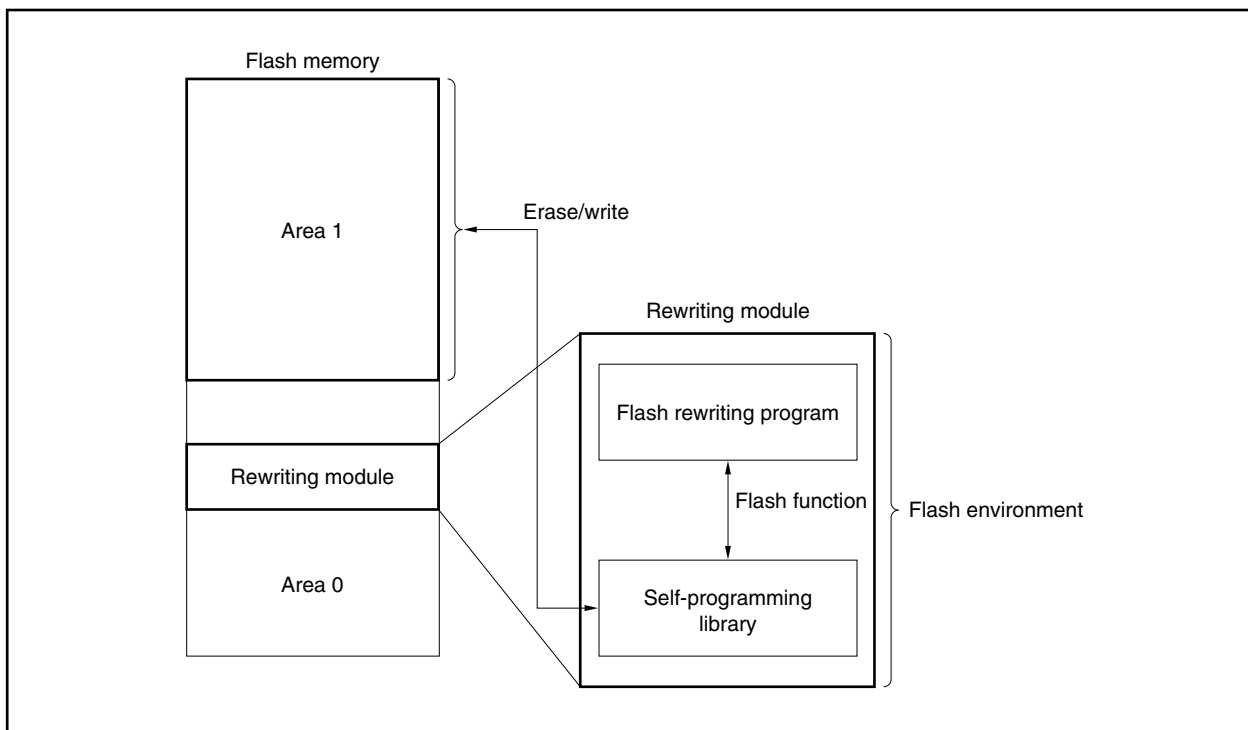 Flash memory
Area 1
Erase/write
Rewriting module
Flash rewriting program
Rewriting module
Flash function
Flash environment
Area 0
Self-programming
library